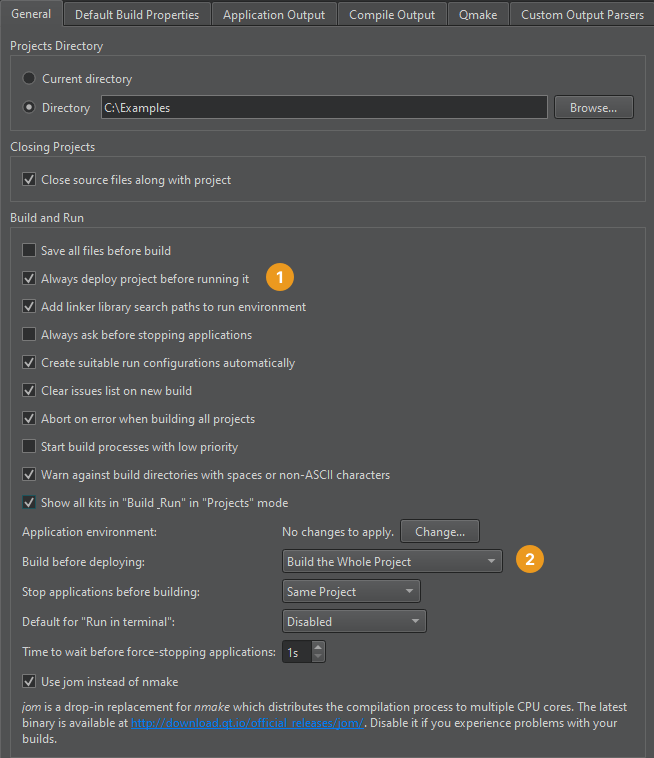 General Default Build Properties Application Output Compile Output Qmake Custom Output Parsers
Projects Directory
Current directory
Directory C:\Examples Browse...
Closing Projects
Close source files along with project
Build and Run
Save all files before build
Always deploy project before running it 1
Add linker library search paths to run environment
Always ask before stopping applications
Create suitable run configurations automatically
Clear issues list on new build
Abort on error when building all projects
Start build processes with low priority
Warn against build directories with spaces or non-ASCII characters
Show all kits in "Build _Run" in "Projects" mode
Application environment: No changes to apply. Change...
Build before deploying: Build the Whole Project 2
Stop applications before building: Same Project
Default for "Run in terminal": Disabled
Time to wait before force-stopping applications: 1s
Use jom instead of nmake
jom is a drop-in replacement for nmake which distributes the compilation process to multiple CPU cores. The latest
binary is available at http://download.qt.io/official_releases/jom/. Disable it if you experience problems with your
builds.